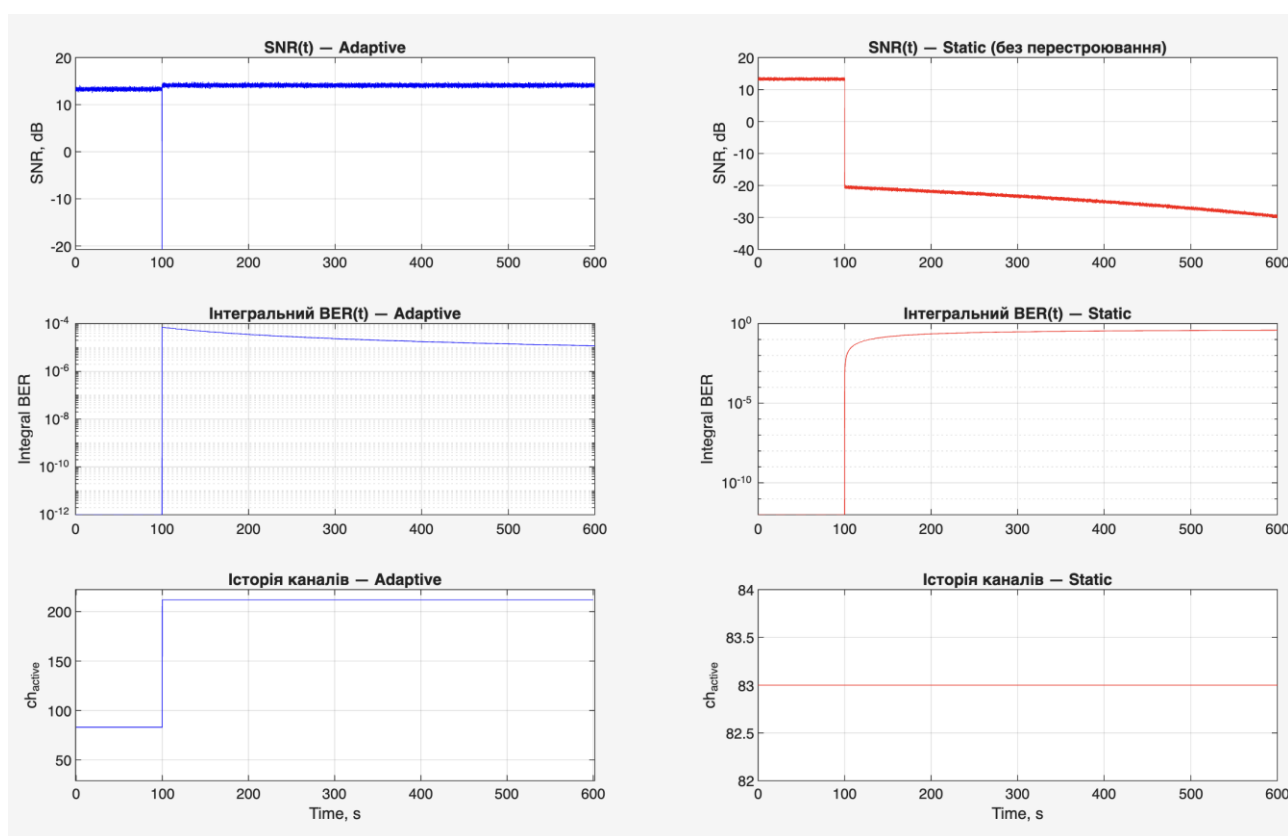 SNR(t) — Adaptive
20
10
0
-10
-20
SNR, dB
0 100 200 300 400 500 600
SNR(t) — Static (без перестроювання)
20
10
0
-10
-20
-30
-40
SNR, dB
0 100 200 300 400 500 600
Інтегральний BER(t) — Adaptive
10⁻⁴
10⁻⁶
10⁻⁸
10⁻¹⁰
10⁻¹²
Integral BER
0 100 200 300 400 500 600
Інтегральний BER(t) — Static
10⁰
10⁻⁵
10⁻¹⁰
Integral BER
0 100 200 300 400 500 600
Історія каналів — Adaptive
200
150
100
50
ch_active
0 100 200 300 400 500 600
Time, s
Історія каналів — Static
84
83.5
83
82.5
82
ch_active
0 100 200 300 400 500 600
Time, s